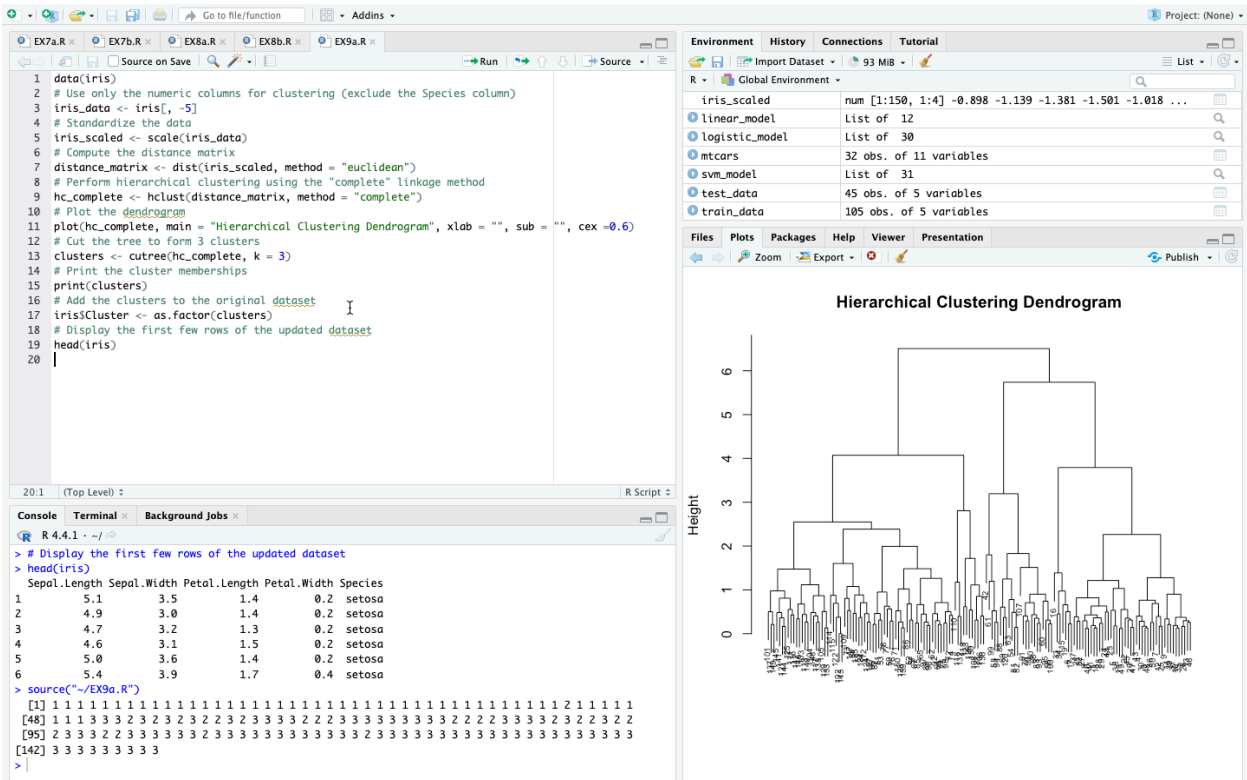 Go to file/function
Addins
Project: (None)
EX7a.R
EX7b.R
EX8a.R
EX8b.R
EX9a.R
Source on Save
Run
Source
1 data(iris)
2 # Use only the numeric columns for clustering (exclude the Species column)
3 iris_data <- iris[, -5]
4 # Standardize the data
5 iris_scaled <- scale(iris_data)
6 # Compute the distance matrix
7 distance_matrix <- dist(iris_scaled, method = "euclidean")
8 # Perform hierarchical clustering using the "complete" linkage method
9 hc_complete <- hclust(distance_matrix, method = "complete")
10 # Plot the dendrogram
11 plot(hc_complete, main = "Hierarchical Clustering Dendrogram", xlab = "", sub = "", cex =0.6)
12 # Cut the tree to form 3 clusters
13 clusters <- cutree(hc_complete, k = 3)
14 # Print the cluster memberships
15 print(clusters)
16 # Add the clusters to the original dataset
17 iris$Cluster <- as.factor(clusters)
18 # Display the first few rows of the updated dataset
19 head(iris)
20
20:1 (Top Level) R Script
Console Terminal Background Jobs
R 4.4.1 · ~/
> # Display the first few rows of the updated dataset
> head(iris)
Sepal.Length Sepal.Width Petal.Length Petal.Width Species
1 5.1 3.5 1.4 0.2 setosa
2 4.9 3.0 1.4 0.2 setosa
3 4.7 3.2 1.3 0.2 setosa
4 4.6 3.1 1.5 0.2 setosa
5 5.0 3.6 1.4 0.2 setosa
6 5.4 3.9 1.7 0.4 setosa
> source("~/EX9a.R")
[1] 1 1 1 1 1 1 1 1 1 1 1 1 1 1 1 1 1 1 1 1 1 1 1 1 1 1 1 1 1 1 1 1 1 1 1 1 1 1 1 1 1 2 1 1 1 1 1
[48] 1 1 1 3 3 3 2 3 2 3 2 3 2 2 3 2 3 3 3 3 2 2 2 3 3 3 3 3 3 3 3 3 2 2 2 2 3 3 3 3 2 3 2 2
[95] 2 3 3 3 2 2 3 3 3 3 3 3 2 3 3 3 3 3 3 3 3 3 3 3 3 2 3 3 3 3 3 3 3 3 3 3 3 3 3 3 3 3 3 3 3 3 3
[142] 3 3 3 3 3 3 3 3 3
>
Environment History Connections Tutorial
Import Dataset
93 MiB
List
R
Global Environment
iris_scaled num [1:150, 1:4] -0.898 -1.139 -1.381 -1.501 -1.018 ...
linear_model List of 12
logistic_model List of 30
mtcars 32 obs. of 11 variables
svm_model List of 31
test_data 45 obs. of 5 variables
train_data 105 obs. of 5 variables
Files Plots Packages Help Viewer Presentation
Zoom
Export
Publish
Hierarchical Clustering Dendrogram
Height
6
5
4
3
2
1
0
42
61
16